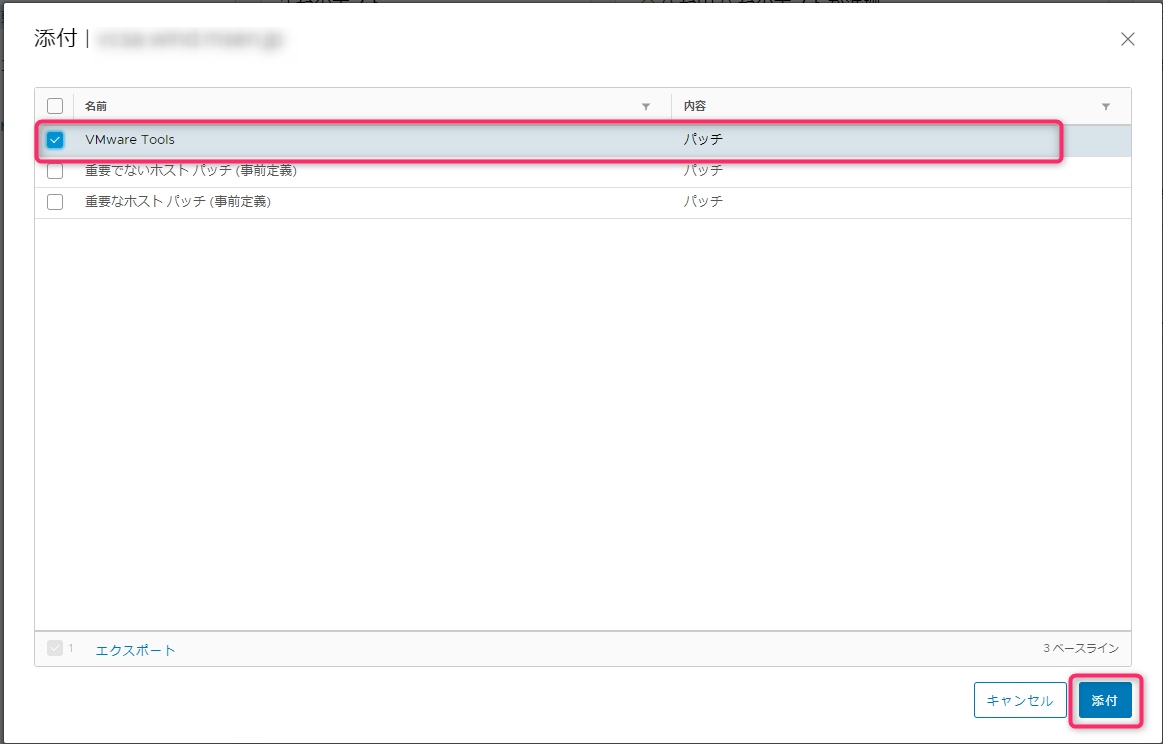 添付 |
名前 内容
VMware Tools パッチ
重要でないホスト パッチ (事前定義) パッチ
重要なホスト パッチ (事前定義) パッチ
1 エクスポート 3 ベースライン
キャンセル 添付